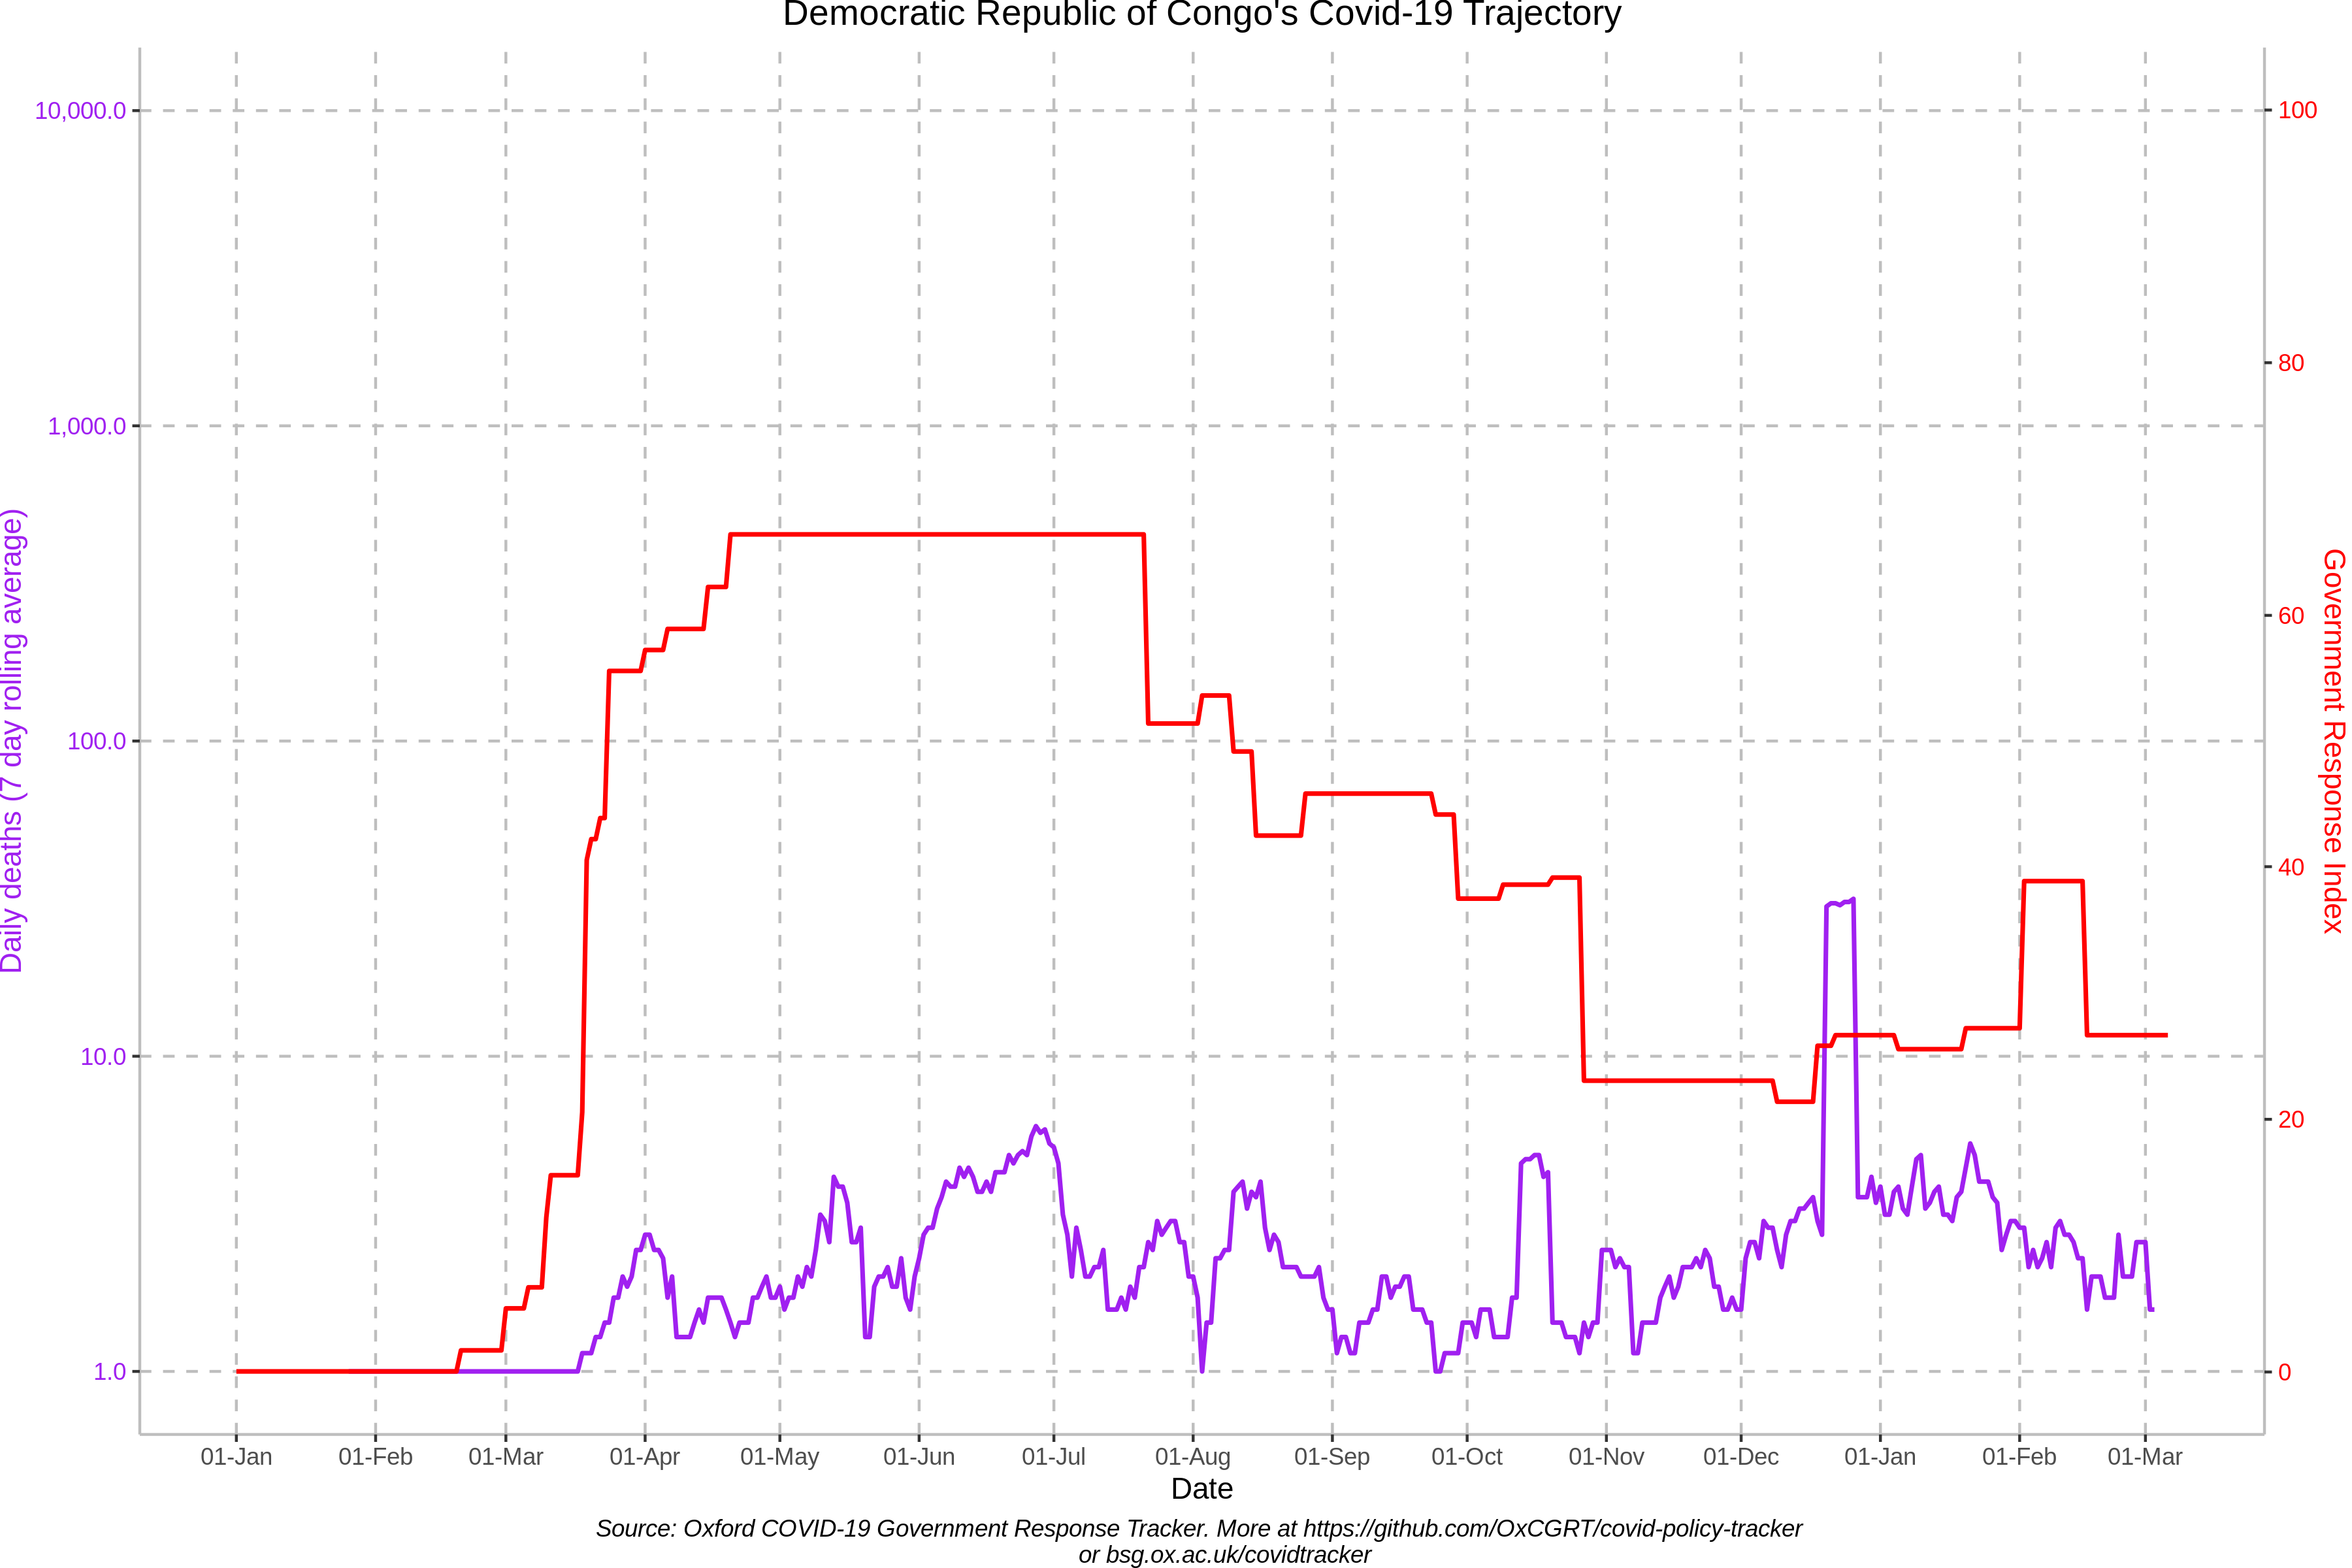 Democratic Republic of Congo's Covid-19 Trajectory
10,000.0
1,000.0
100.0
10.0
1.0
Daily deaths (7 day rolling average)
100
80
60
40
20
0
Government Response Index
01-Jan 01-Feb 01-Mar 01-Apr 01-May 01-Jun 01-Jul 01-Aug 01-Sep 01-Oct 01-Nov 01-Dec 01-Jan 01-Feb 01-Mar
Date
Source: Oxford COVID-19 Government Response Tracker. More at https://github.com/OxCGRT/covid-policy-tracker
or bsg.ox.ac.uk/covidtracker